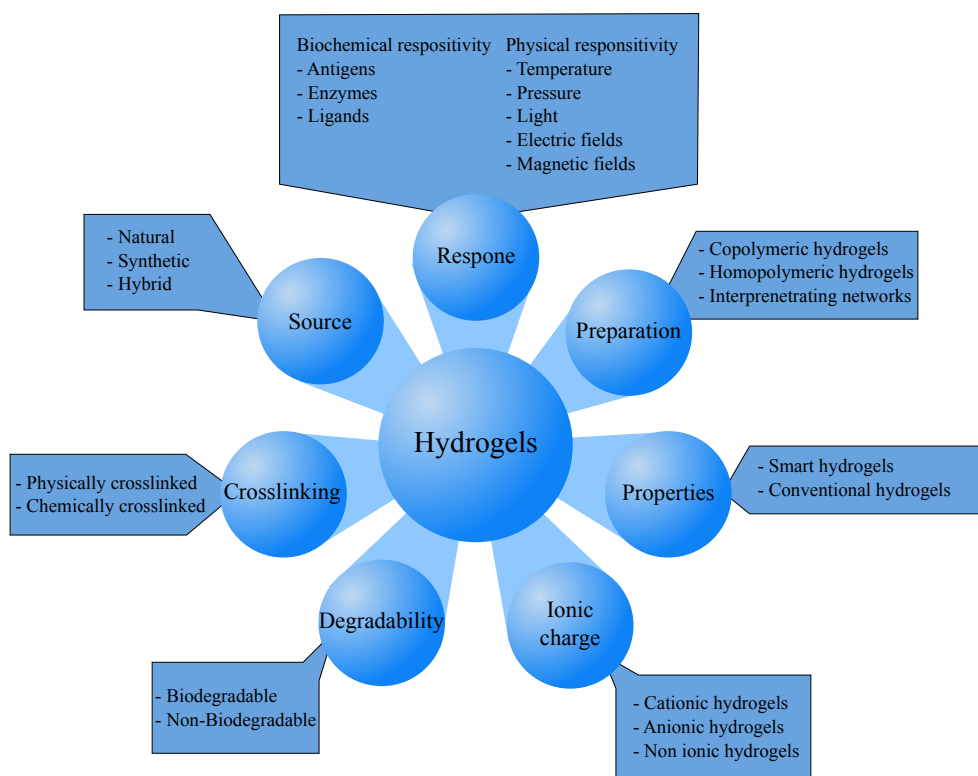 Biochemical respositivity
- Antigens
- Enzymes
- Ligands
Physical responsitivity
- Temperature
- Pressure
- Light
- Electric fields
- Magnetic fields
Respone
- Natural
- Synthetic
- Hybrid
Source
- Copolymeric hydrogels
- Homopolymeric hydrogels
- Interprenetrating networks
Preparation
Hydrogels
- Physically crosslinked
- Chemically crosslinked
Crosslinking
- Smart hydrogels
- Conventional hydrogels
Properties
Degradability
- Biodegradable
- Non-Biodegradable
Ionic
charge
- Cationic hydrogels
- Anionic hydrogels
- Non ionic hydrogels